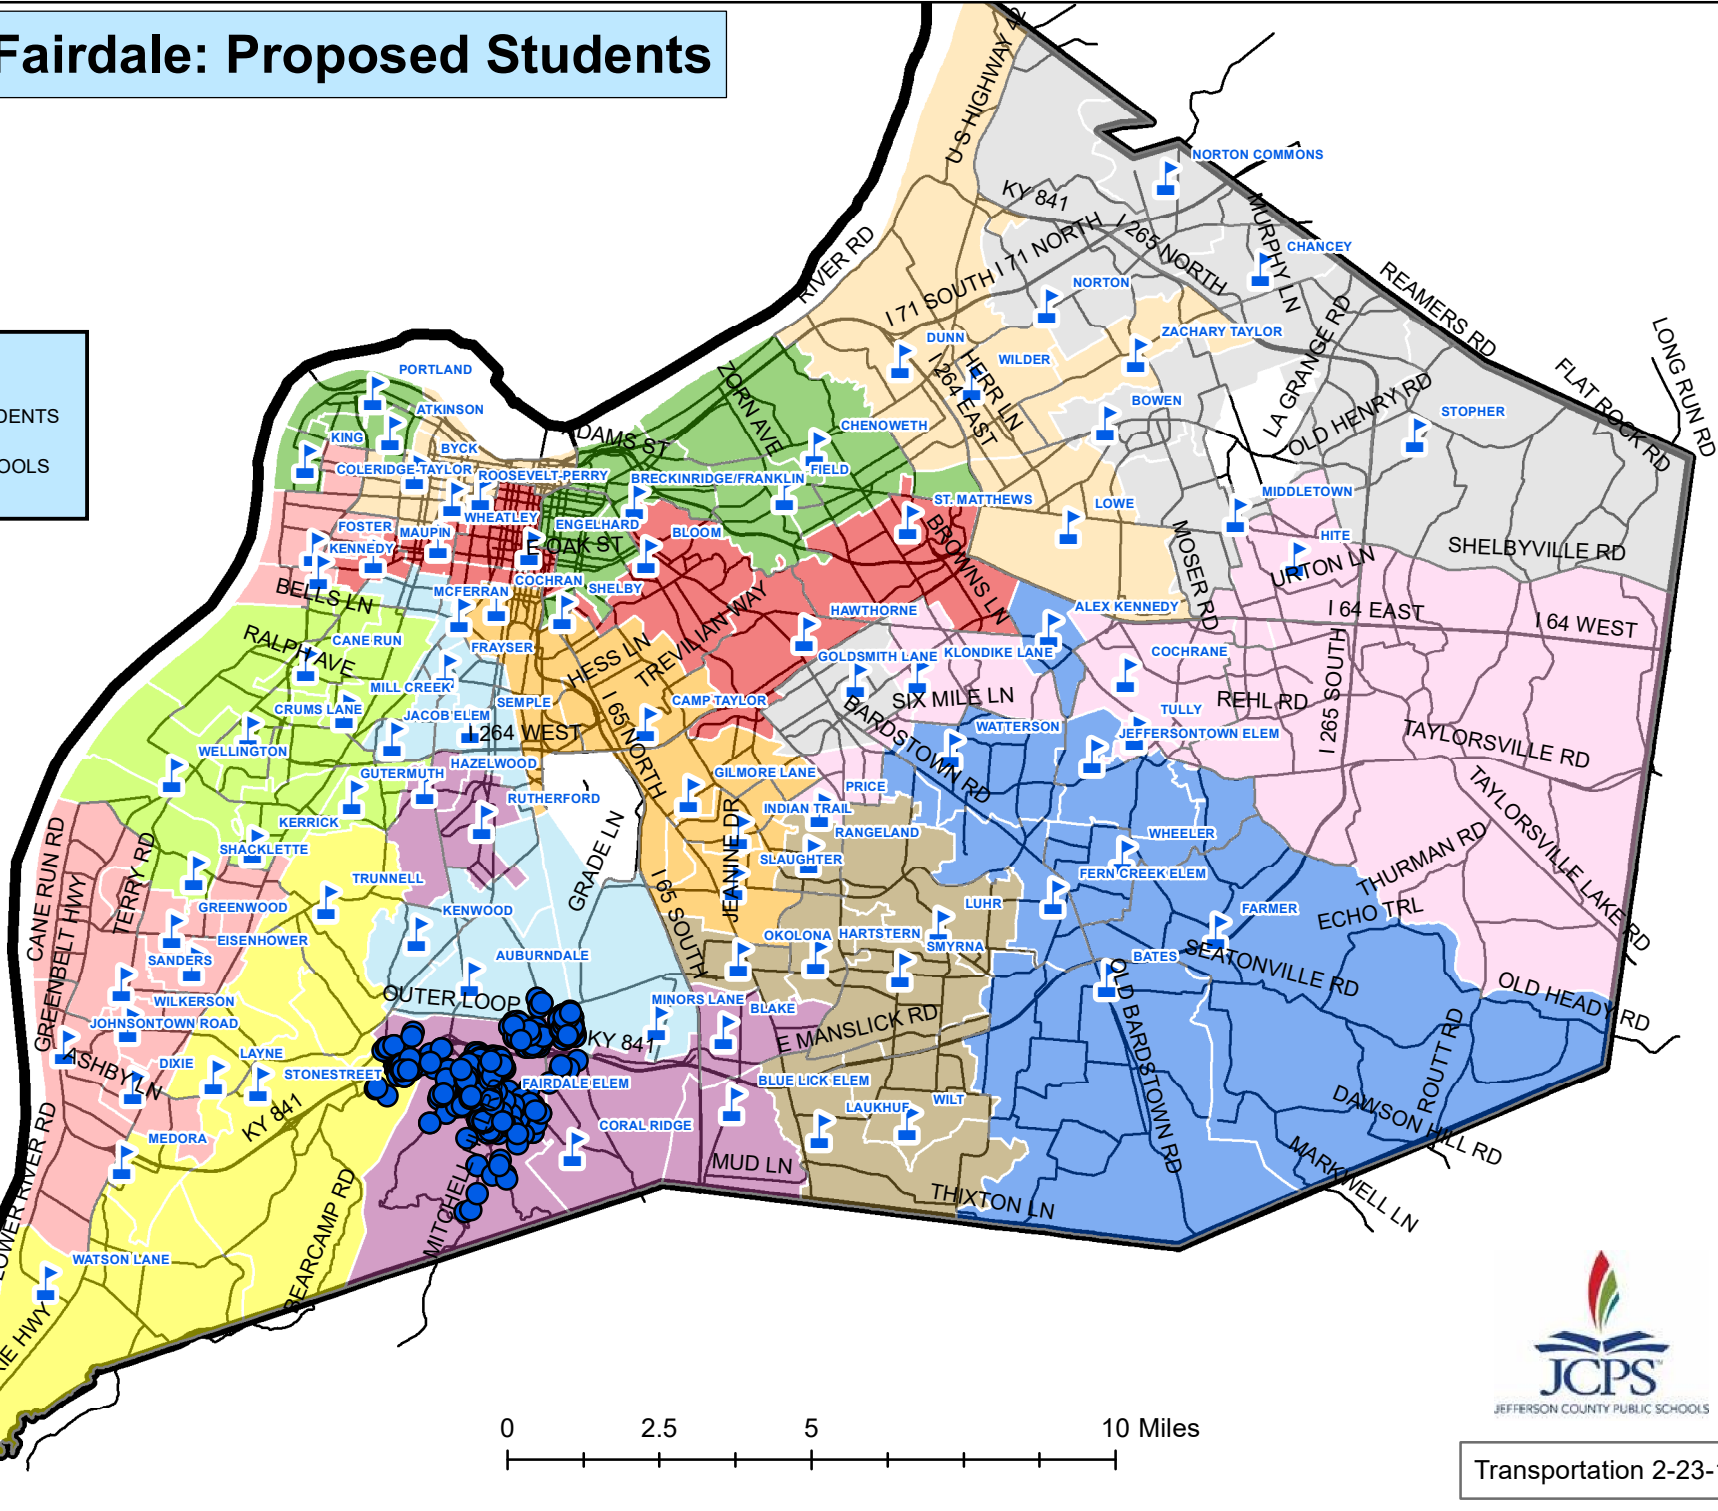 Fairdale: Proposed Students
U S HIGHWAY 42
NORTON COMMONS
KY 841
I 265 NORTH
MURPHY LN
CHANCEY
I 71 NORTH
REAMERS RD
RIVER RD
I 71 SOUTH
NORTON
LA GRANGE RD
LONG RUN RD
DUNN
WILDER
ZACHARY TAYLOR
FLAT ROCK RD
HERR LN
I 264 EAST
PORTLAND
ZORN AVE
BOWEN
OLD HENRY RD
STOPHER
DENTS
ATKINSON
CHENOWETH
KING
BYCK
ADAMS ST
OOLS
COLERIDGE-TAYLOR
ROOSEVELT-PERRY
BRECKINRIDGE/FRANKLIN
FIELD
ST. MATTHEWS
LOWE
MIDDLETOWN
FOSTER
MAUPIN
WHEATLEY
ENGELHARD
BLOOM
BROWNS LN
MOSER RD
HITE
SHELBYVILLE RD
KENNEDY
E OAK ST
URTON LN
BELLS LN
MCFERRAN
COCHRAN
SHELBY
TREVILIAN WAY
HAWTHORNE
ALEX KENNEDY
I 64 EAST
I 64 WEST
RALPH AVE
CANE RUN
FRAYSER
HESS LN
GOLDSMITH LANE
KLONDIKE LANE
COCHRANE
I 265 SOUTH
MILL CREEK
SEMPLE
I 65 NORTH
CAMP TAYLOR
SIX MILE LN
REHL RD
CRUMS LANE
JACOB ELEM
I 264 WEST
BARDSTOWN RD
WATTERSON
TULLY
JEFFERSONTOWN ELEM
TAYLORSVILLE RD
WELLINGTON
GUTERMUTH
HAZELWOOD
GILMORE LANE
PRICE
RUTHERFORD
INDIAN TRAIL
TAYLORSVILLE LAKE RD
CANE RUN RD
TERRY RD
KERRICK
GRADE LN
JEANINE DR
RANGELAND
WHEELER
THURMAN RD
SHACKLETTE
SLAUGHTER
FERN CREEK ELEM
GREENBELT HWY
TRUNNELL
I 65 SOUTH
GREENWOOD
KENWOOD
LUHR
FARMER
ECHO TRL
EISENHOWER
OKOLONA
HARTSTERN
SMYRNA
SANDERS
AUBURNDALE
BATES
SEATONVILLE RD
OUTER LOOP
WILKERSON
MINORS LANE
BLAKE
OLD BARDSTOWN RD
OLD HEADY RD
JOHNSONTOWN ROAD
KY 841
E MANSLICK RD
ROUTT RD
ASHBY LN
DIXIE
LAYNE
STONESTREET
FAIRDALE ELEM
BLUE LICK ELEM
KY 841
LAUKHUF
WILT
DAWSON HILL RD
MEDORA
CORAL RIDGE
MARKWELL LN
LOWER RIVER RD
MUD LN
BEARCAMP RD
THIXTON LN
WATSON LANE
JCPS
JEFFERSON COUNTY PUBLIC SCHOOLS
0 2.5 5 10 Miles
Transportation 2-23-